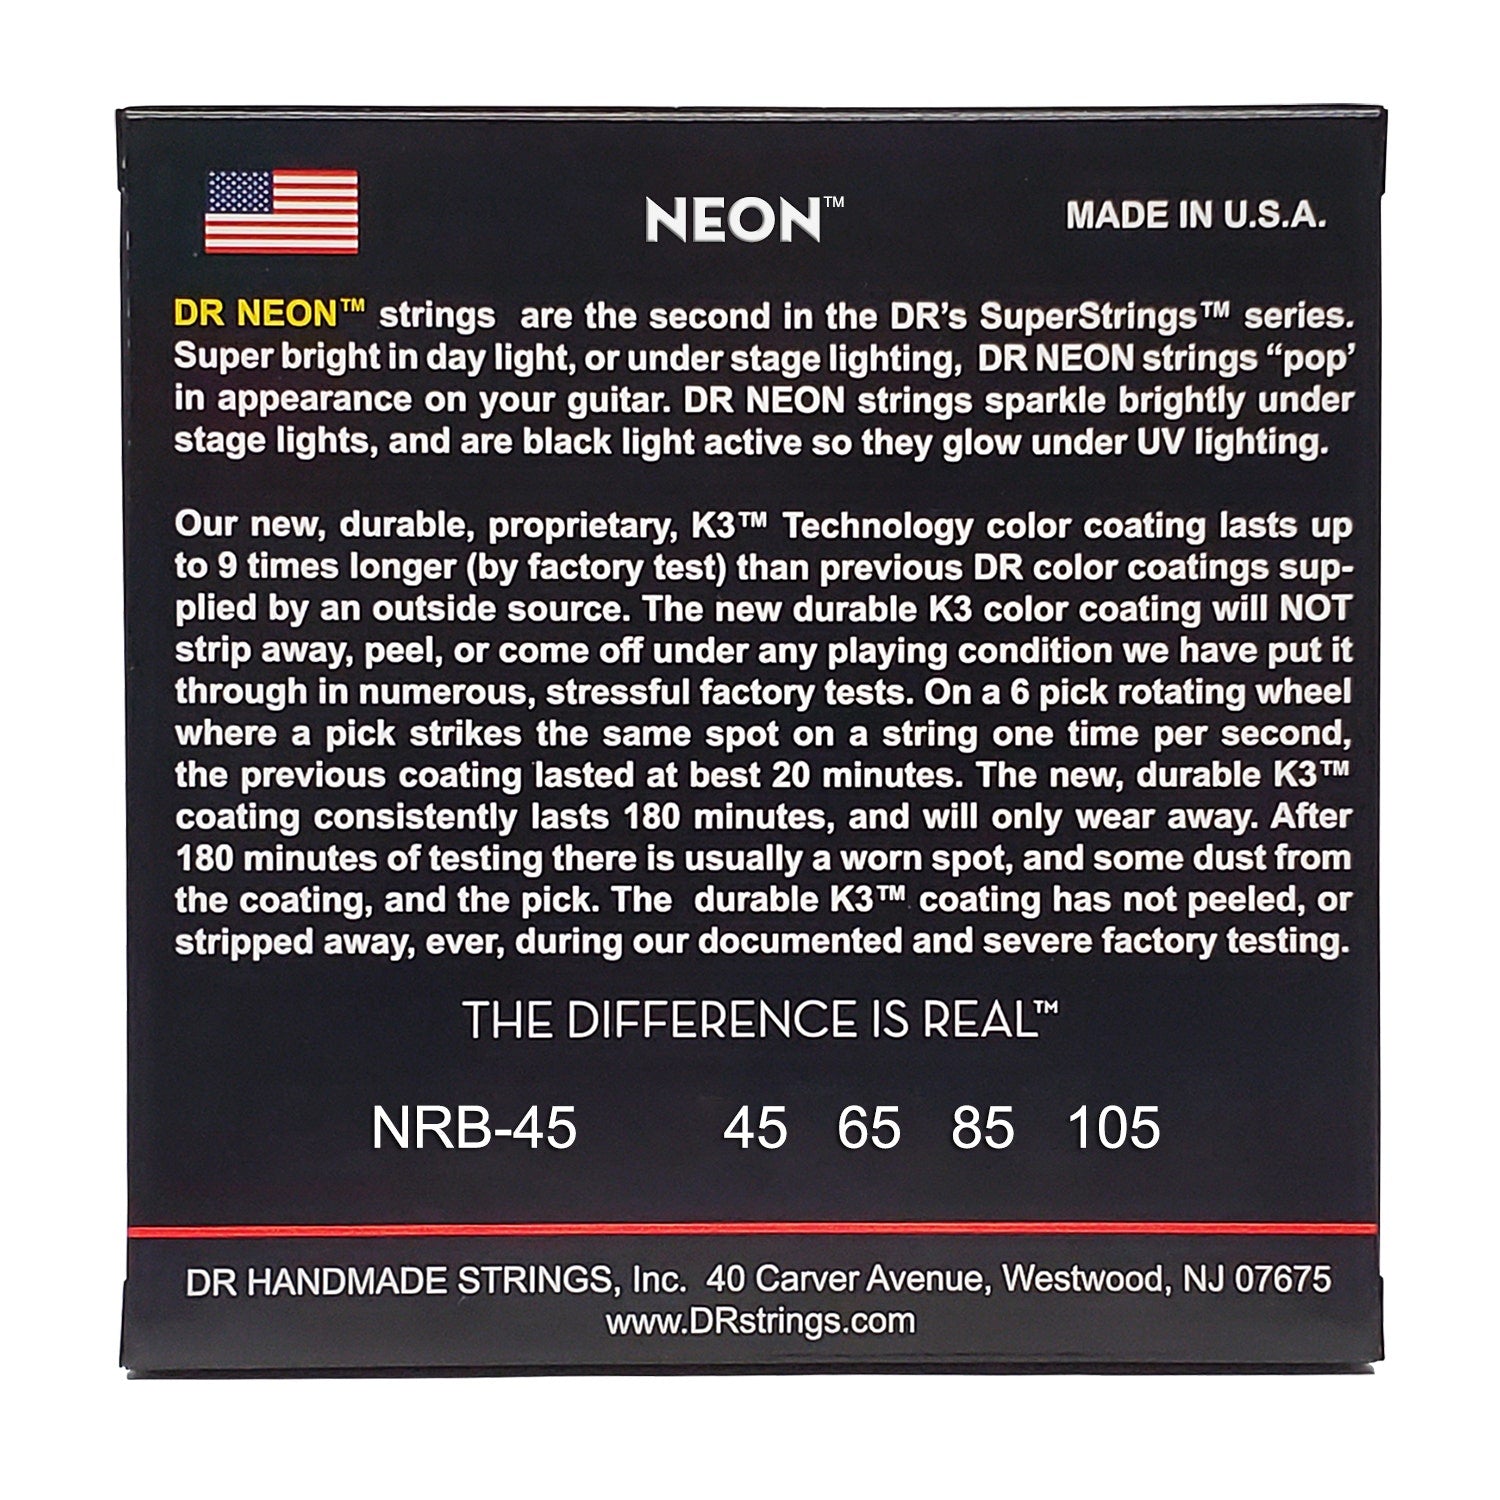 NEON™
MADE IN U.S.A.
DR NEON™ strings are the second in the DR's SuperStrings™ series.
Super bright in day light, or under stage lighting, DR NEON strings “pop’
in appearance on your guitar. DR NEON strings sparkle brightly under
stage lights, and are black light active so they glow under UV lighting.
Our new, durable, proprietary, K3™ Technology color coating lasts up
to 9 times longer (by factory test) than previous DR color coatings sup-
plied by an outside source. The new durable K3 color coating will NOT
strip away, peel, or come off under any playing condition we have put it
through in numerous, stressful factory tests. On a 6 pick rotating wheel
where a pick strikes the same spot on a string one time per second,
the previous coating lasted at best 20 minutes. The new, durable K3™
coating consistently lasts 180 minutes, and will only wear away. After
180 minutes of testing there is usually a worn spot, and some dust from
the coating, and the pick. The durable K3™ coating has not peeled, or
stripped away, ever, during our documented and severe factory testing.
THE DIFFERENCE IS REAL™
NRB-45 45 65 85 105
DR HANDMADE STRINGS, Inc. 40 Carver Avenue, Westwood, NJ 07675
www.DRstrings.com